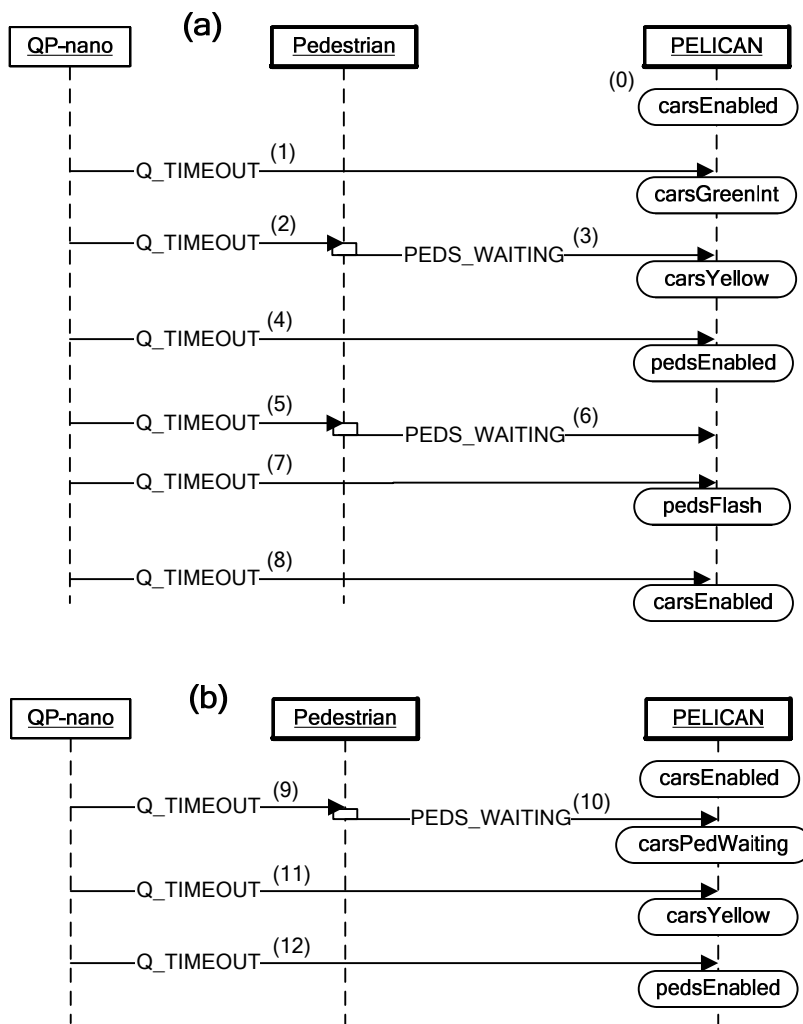 (a)
QP-nano
Pedestrian
PELICAN
(0)
carsEnabled
Q_TIMEOUT (1)
carsGreenInt
Q_TIMEOUT (2)
PEDS_WAITING (3)
carsYellow
Q_TIMEOUT (4)
pedsEnabled
Q_TIMEOUT (5)
PEDS_WAITING (6)
Q_TIMEOUT (7)
pedsFlash
Q_TIMEOUT (8)
carsEnabled
(b)
QP-nano
Pedestrian
PELICAN
carsEnabled
Q_TIMEOUT (9)
PEDS_WAITING (10)
carsPedWaiting
Q_TIMEOUT (11)
carsYellow
Q_TIMEOUT (12)
pedsEnabled